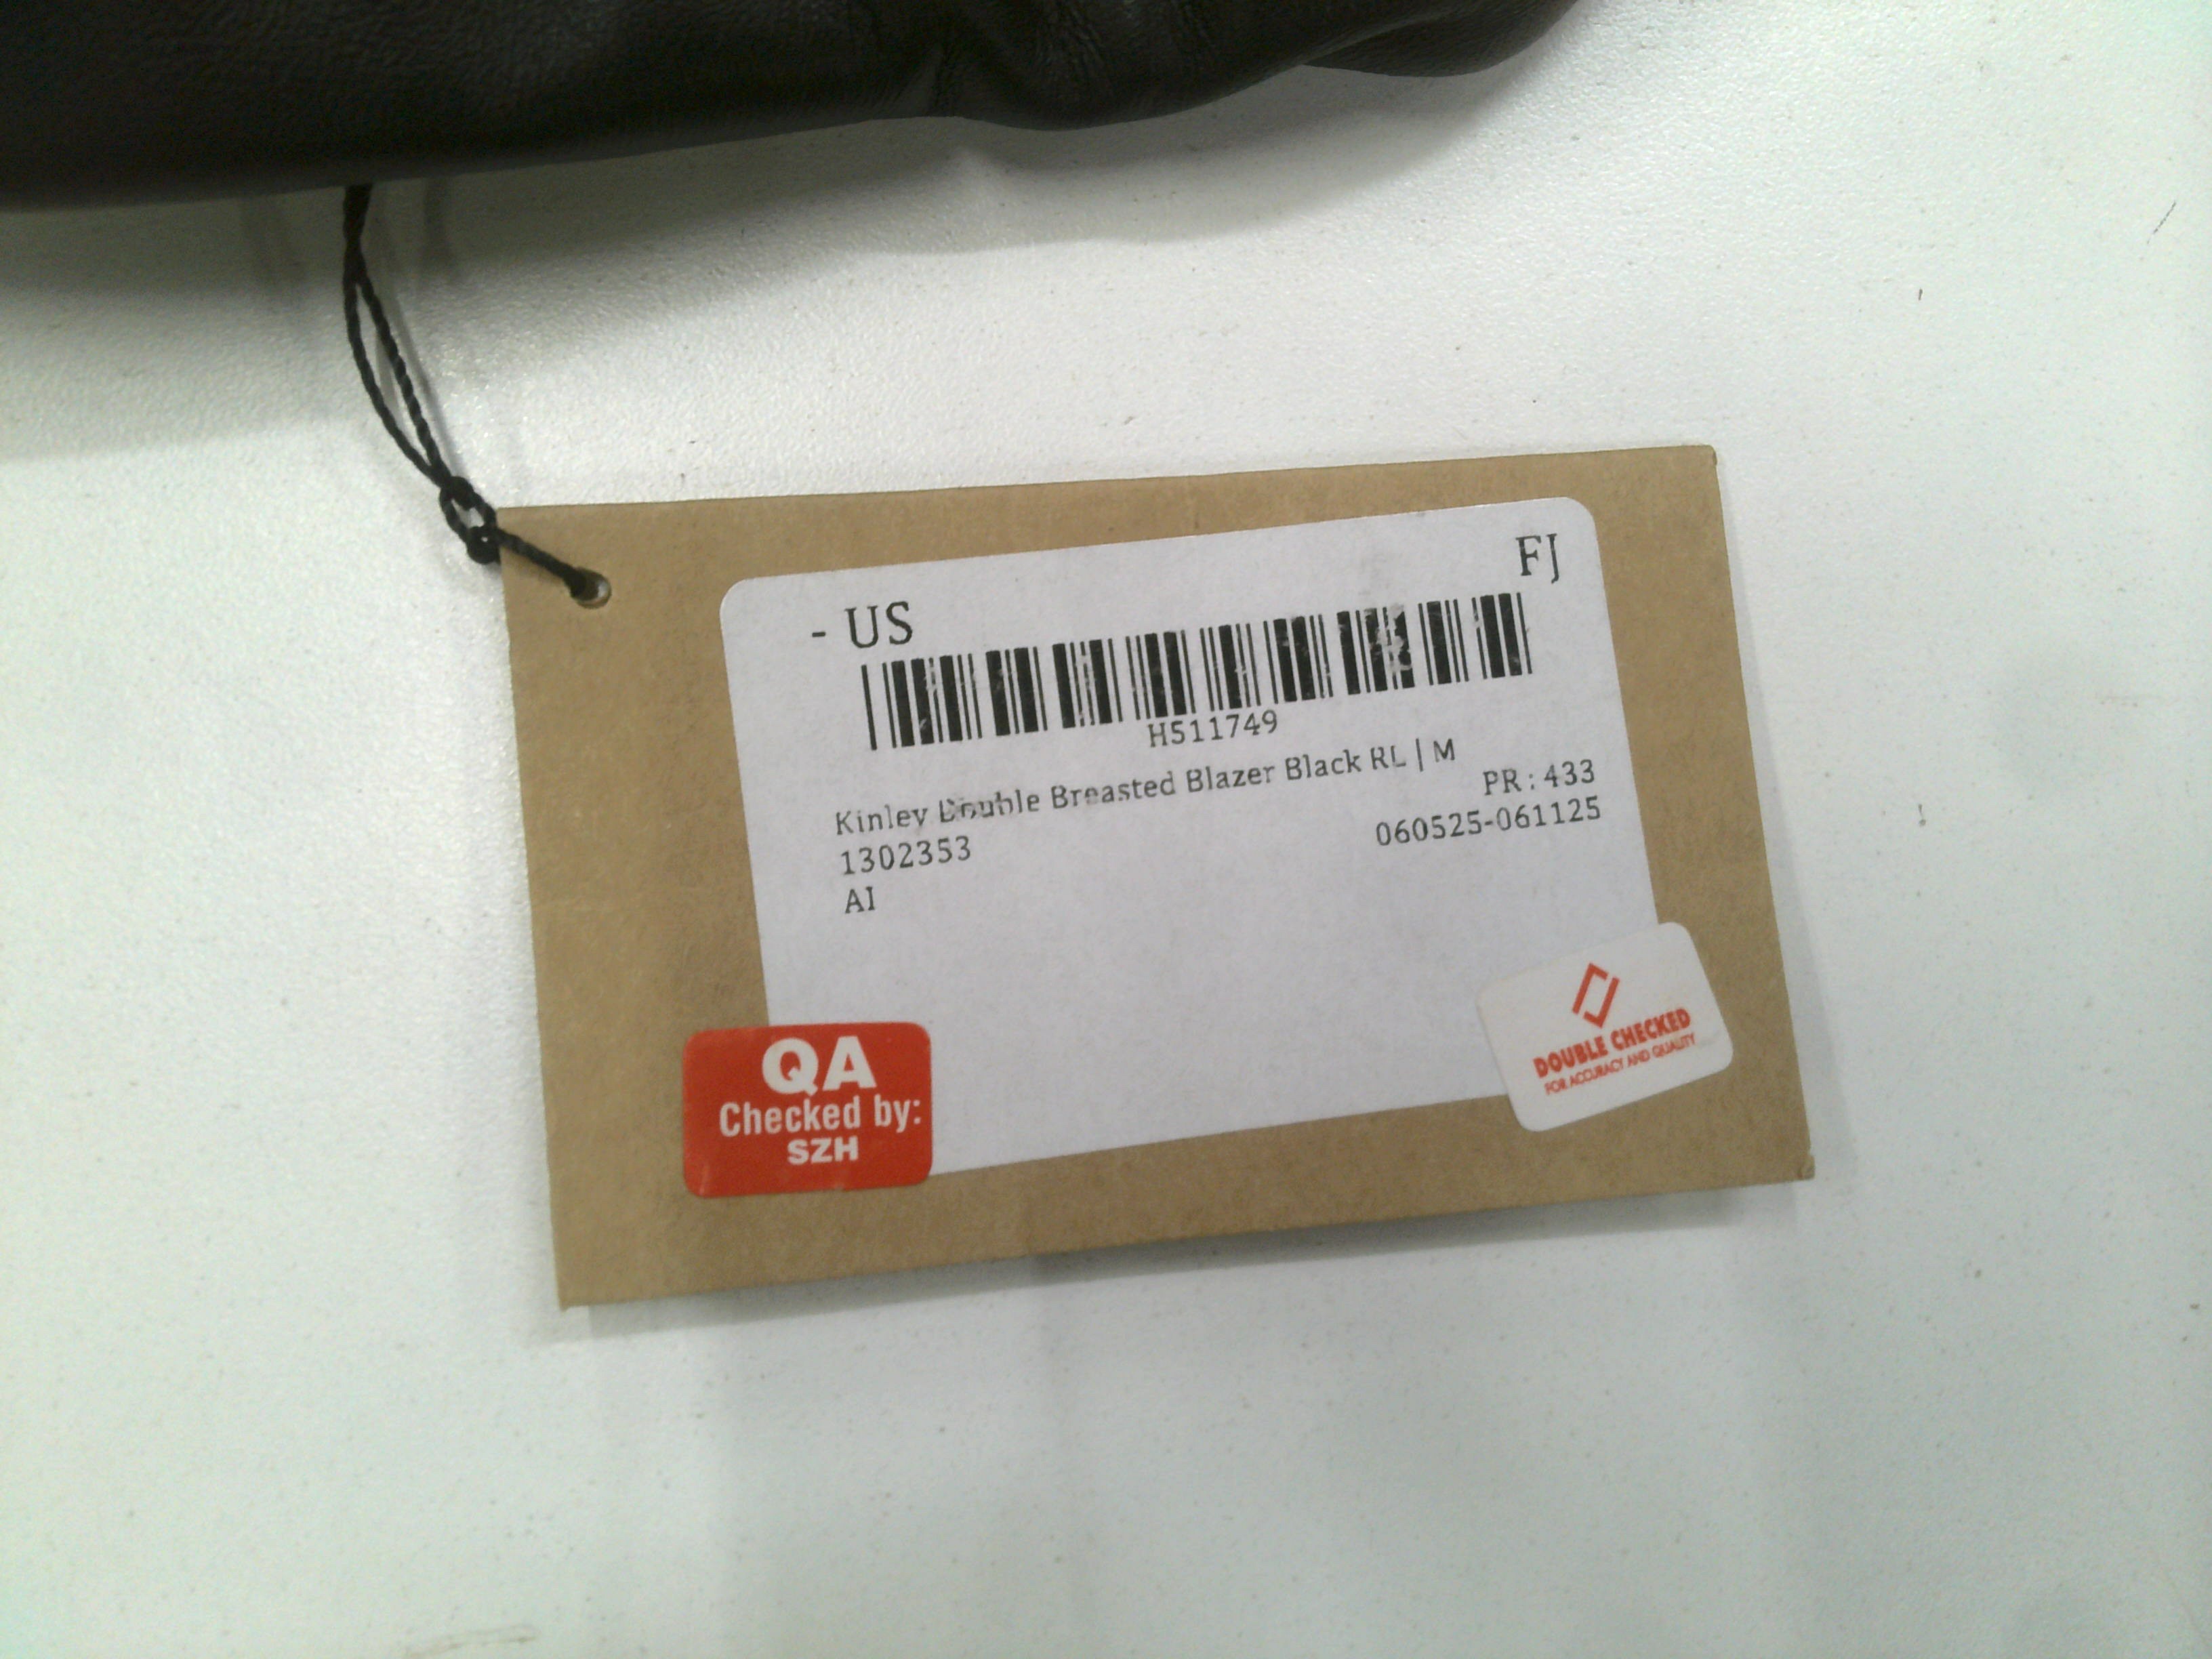 - US
FJ
H511749
Kinley Double Breasted Blazer Black RL | M
PR : 433
1302353
060525-061125
AI
QA
Checked by:
SZH
DOUBLE CHECKED
FOR ACCURACY AND QUALITY